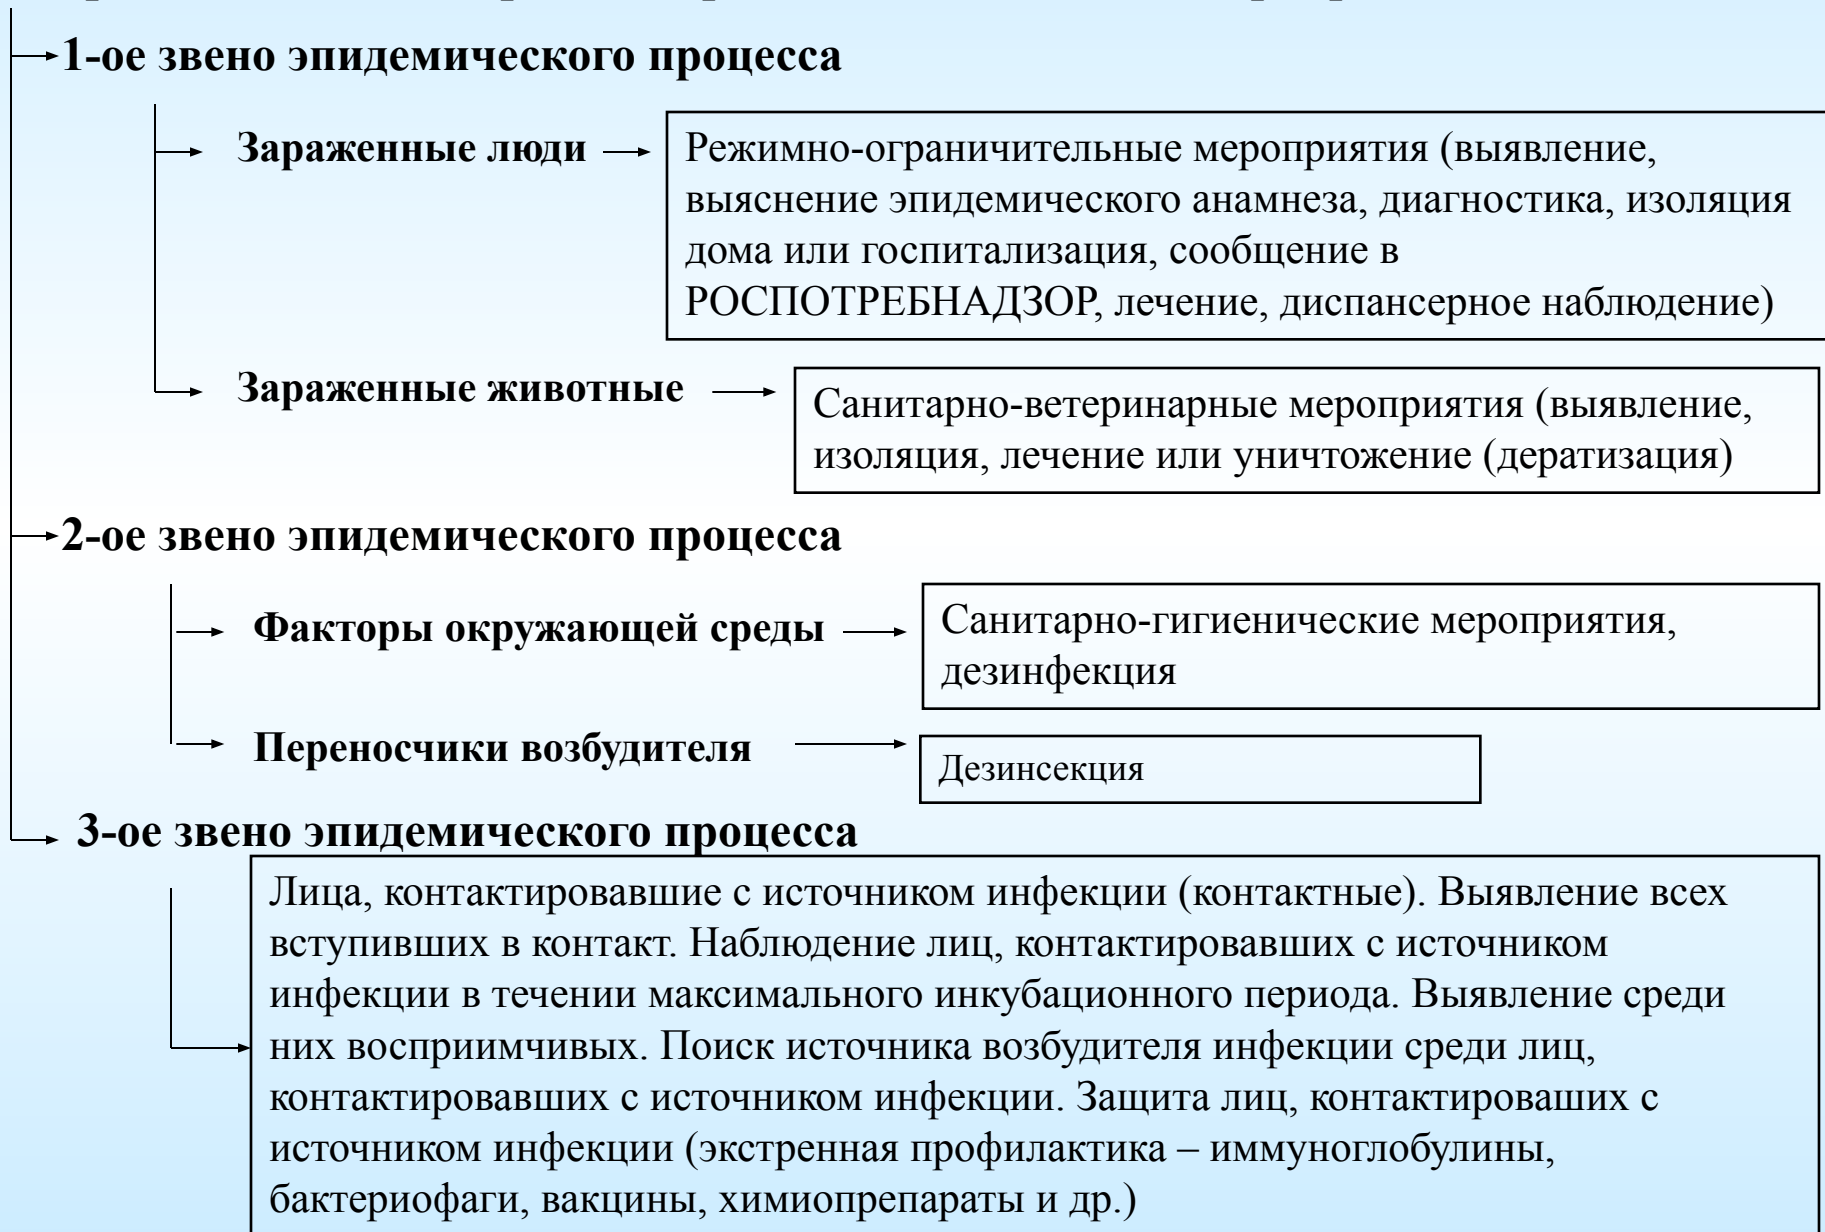 1-ое звено эпидемического процесса
Зараженные люди
Режимно-ограничительные мероприятия (выявление,
выяснение эпидемического анамнеза, диагностика, изоляция
дома или госпитализация, сообщение в
РОСПОТРЕБНАДЗОР, лечение, диспансерное наблюдение)
Зараженные животные
Санитарно-ветеринарные мероприятия (выявление,
изоляция, лечение или уничтожение (дератизация)
2-ое звено эпидемического процесса
Факторы окружающей среды
Санитарно-гигиенические мероприятия,
дезинфекция
Переносчики возбудителя
Дезинсекция
3-ое звено эпидемического процесса
Лица, контактировавшие с источником инфекции (контактные). Выявление всех
вступивших в контакт. Наблюдение лиц, контактировавших с источником
инфекции в течении максимального инкубационного периода. Выявление среди
них восприимчивых. Поиск источника возбудителя инфекции среди лиц,
контактировавших с источником инфекции. Защита лиц, контактироваших с
источником инфекции (экстренная профилактика – иммуноглобулины,
бактериофаги, вакцины, химиопрепараты и др.)